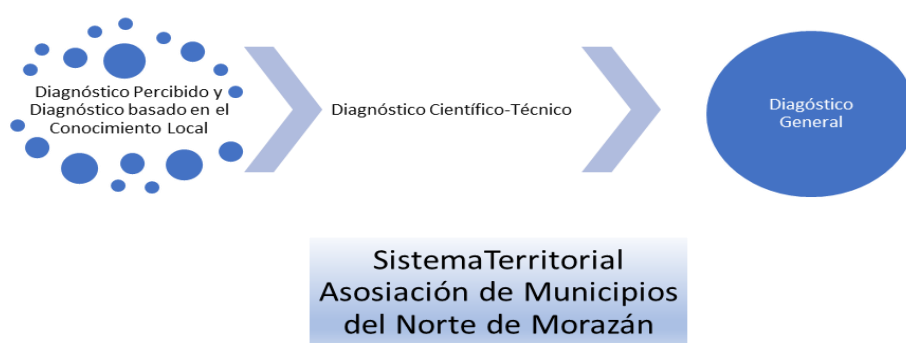 Diagnóstico Percibido y
Diagnóstico basado en el
Conocimiento Local
Diagnóstico Científico-Técnico
Diagóstico
General
SistemaTerritorial
Asosiación de Municipios
del Norte de Morazán